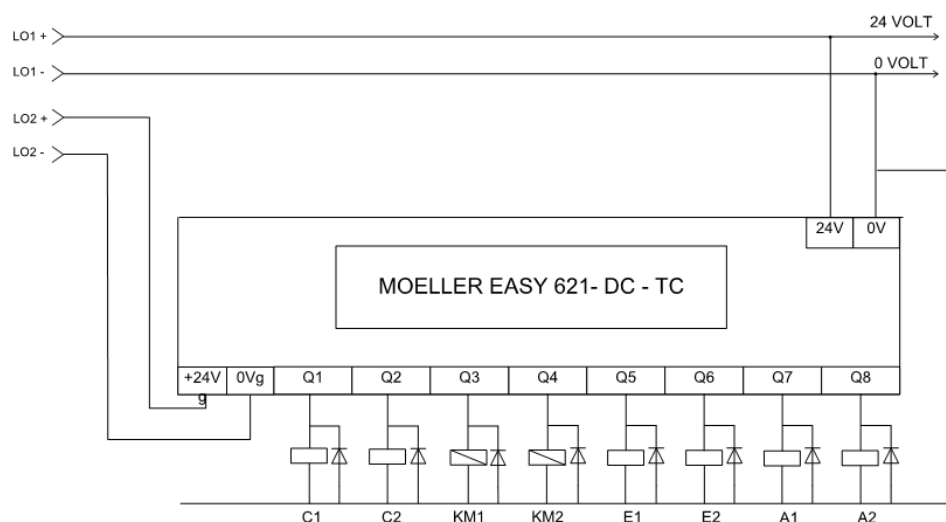 24 VOLT
LO1 +
0 VOLT
LO1 -
LO2 +
LO2 -
24V 0V
MOELLER EASY 621- DC - TC
+24V 0Vg Q1 Q2 Q3 Q4 Q5 Q6 Q7 Q8
g
C1 C2 KM1 KM2 E1 E2 A1 A2